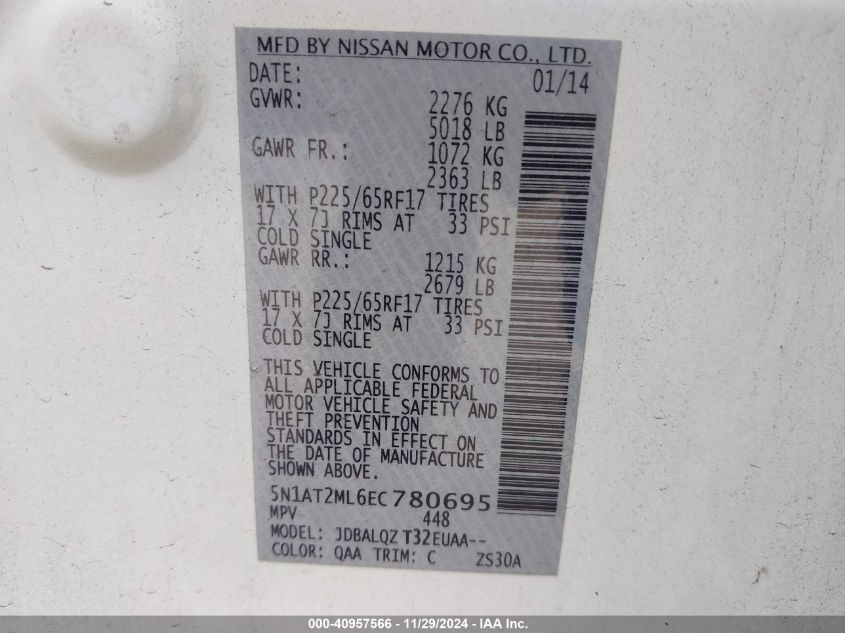 MFD BY NISSAN MOTOR CO., LTD.
DATE: 01/14
GVWR: 2276 KG
5018 LB
GAWR FR.: 1072 KG
2363 LB
WITH P225/65RF17 TIRES
17 X 7J RIMS AT 33 PSI
COLD SINGLE
GAWR RR.: 1215 KG
2679 LB
WITH P225/65RF17 TIRES
17 X 7J RIMS AT 33 PSI
COLD SINGLE
THIS VEHICLE CONFORMS TO
ALL APPLICABLE FEDERAL
MOTOR VEHICLE SAFETY AND
THEFT PREVENTION
STANDARDS IN EFFECT ON
THE DATE OF MANUFACTURE
SHOWN ABOVE.
5N1AT2ML6EC780695
MPV 448
MODEL: JDBALQZ T32EUAA--
COLOR: QAA TRIM: C ZS30A
000-40957566 - 11/29/2024 - IAA Inc.